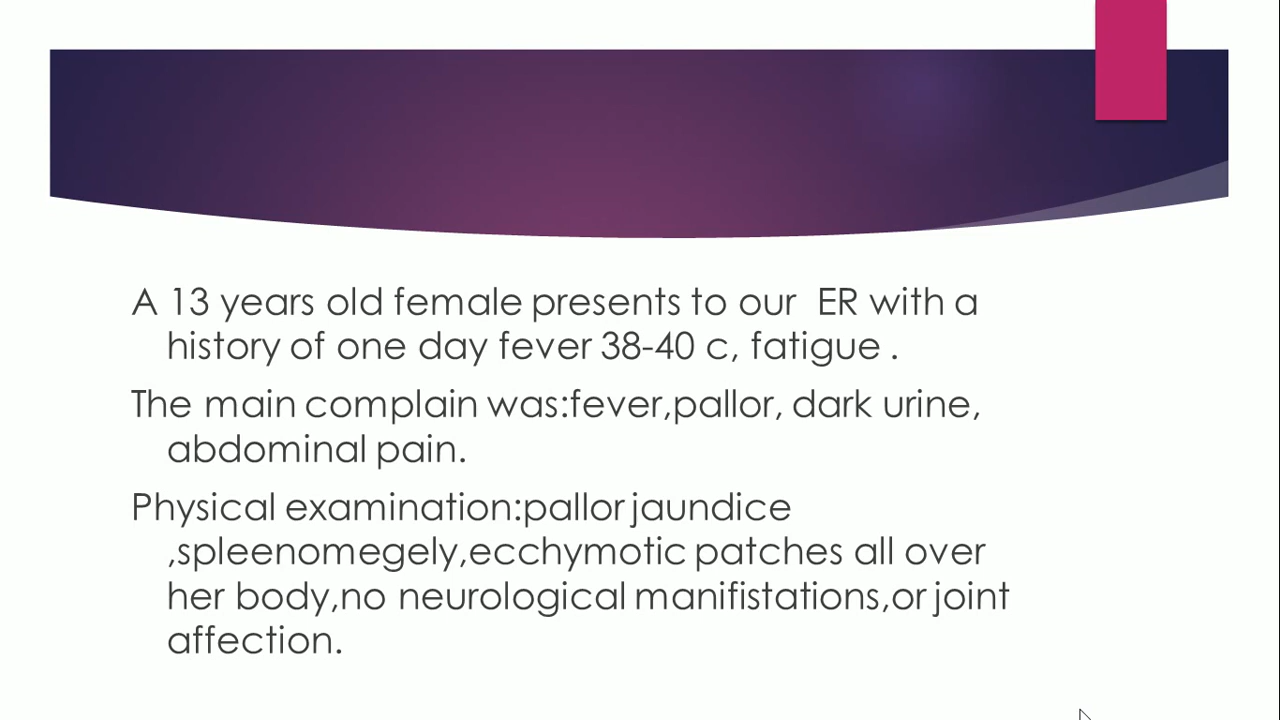 A 13 years old female presents to our  ER with a
history of one day fever 38-40 c, fatigue .
The main complain was:fever,pallor, dark urine,
abdominal pain.
Physical examination:pallor jaundice
,spleenomegely,ecchymotic patches all over
her body,no neurological manifistations,or joint
affection.